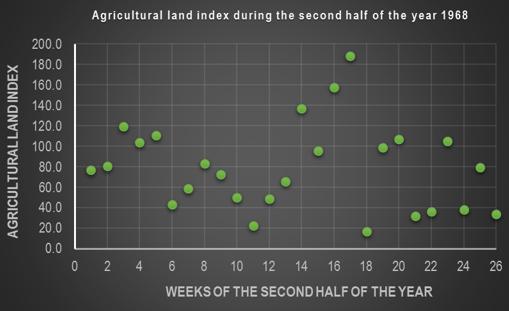 Agricultural land index during the second half of the year 1968
AGRICULTURAL LAND INDEX
200.0
180.0
160.0
140.0
120.0
100.0
80.0
60.0
40.0
20.0
0.0
0 2 4 6 8 10 12 14 16 18 20 22 24 26
WEEKS OF THE SECOND HALF OF THE YEAR